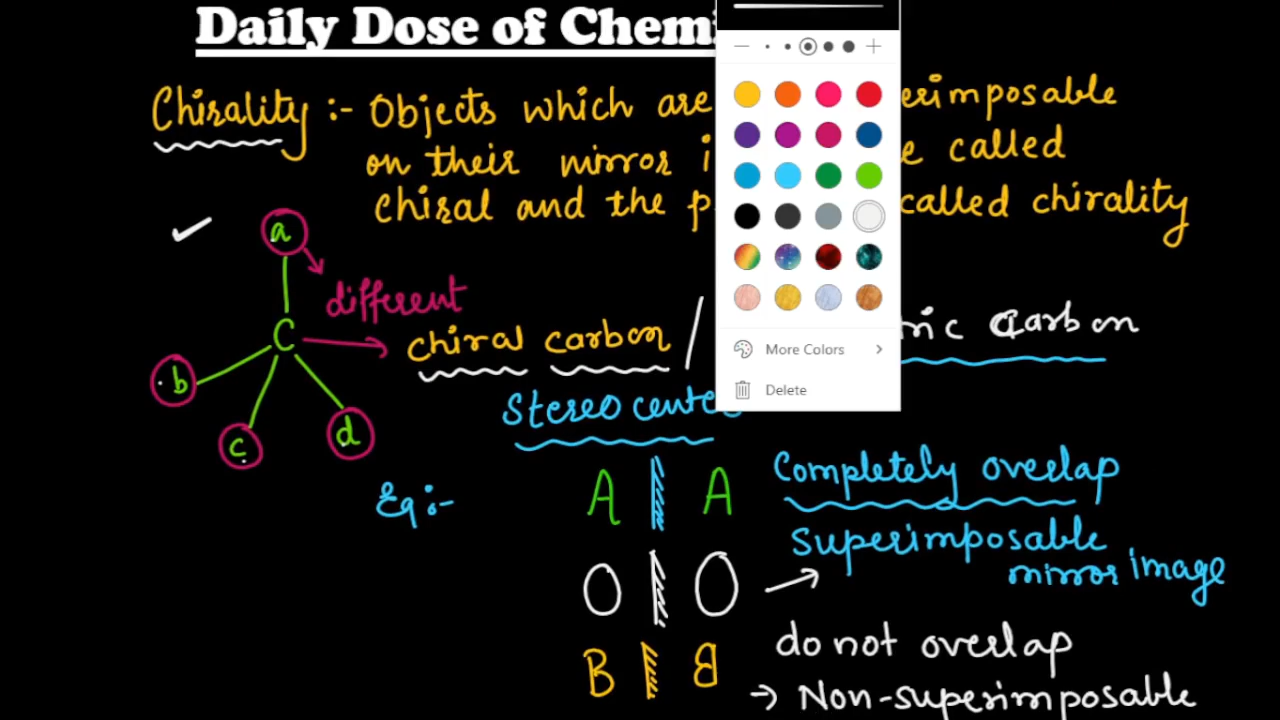 Daily Dose of Chemi
Chirality :- Objects which are erimposable
on their mirror i e called
chiral and the p called chirality
a
different
C
chiral carbon / ric Carbon
b
Stereo cente
c
d
Eg:-
A A
Completely overlap
Superimposable
mirror image
O O
do not overlap
B
→ Non-superimposable
More Colors
Delete